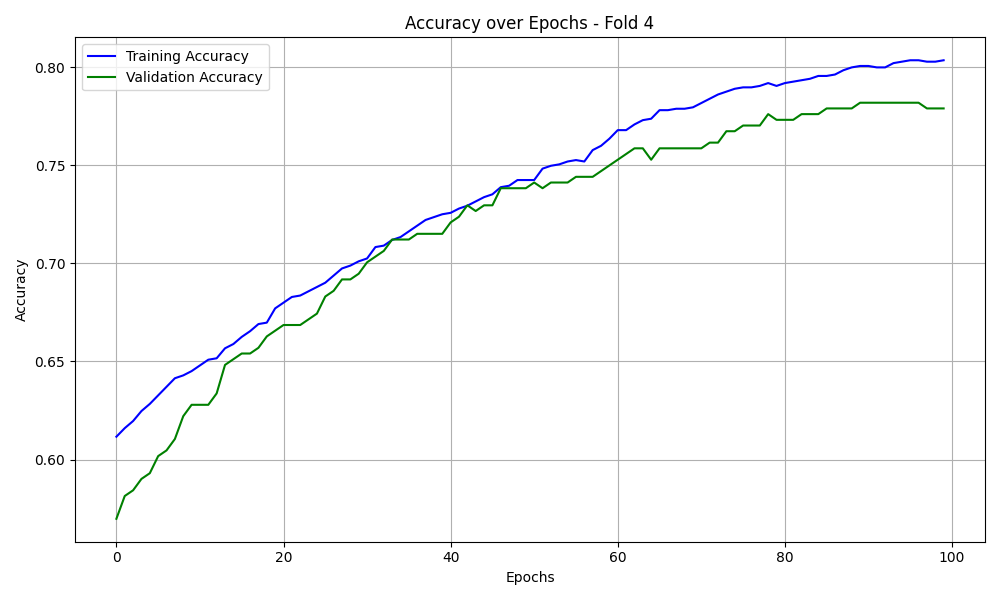 Accuracy over Epochs - Fold 4
Training Accuracy
Validation Accuracy
Accuracy
0.80
0.75
0.70
0.65
0.60
0 20 40 60 80 100
Epochs